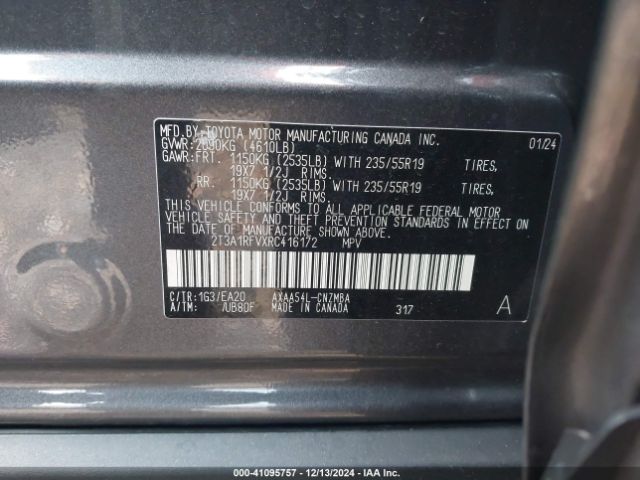 MFD.BY:TOYOTA MOTOR MANUFACTURING CANADA INC. 01/24
GVWR:2090KG (4610LB)
GAWR:FRT. 1150KG (2535LB) WITH 235/55R19 TIRES,
19X7 1/2J RIMS.
RR. 1150KG (2535LB) WITH 235/55R19 TIRES,
19X7 1/2J RIMS.
THIS VEHICLE CONFORMS TO ALL APPLICABLE FEDERAL MOTOR
VEHICLE SAFETY AND THEFT PREVENTION STANDARDS
IN EFFECT ON THE DATE OF MANUFACTURE SHOWN ABOVE.
2T3A1RFVXRC416172 MPV
C/TR:1G3/EA20 AXAA54L-CNZMBA
A/TM: /UB80F MADE IN CANADA 317 A
000-41095757 - 12/13/2024 - IAA Inc.